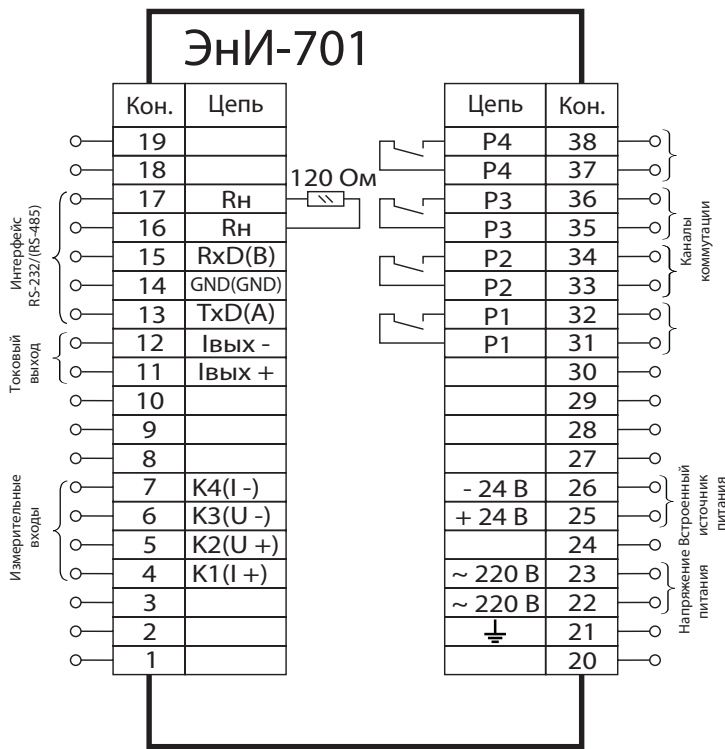 ЭнИ-701
Кон. Цепь
19
18
17 Rн
16 Rн
15 RxD(B)
14 GND(GND)
13 TxD(A)
12 Iвых -
11 Iвых +
10
9
8
7 K4(I -)
6 K3(U -)
5 K2(U +)
4 K1(I +)
3
2
1
120 Ом
Интерфейс
RS-232/(RS-485)
Токовый
выход
Измерительные
входы
Цепь Кон.
P4 38
P4 37
P3 36
P3 35
P2 34
P2 33
P1 32
P1 31
30
29
28
27
- 24 В 26
+ 24 В 25
24
~ 220 В 23
~ 220 В 22
21
20
Каналы
коммутации
Встроенный
источник
питания
Напряжение
питания